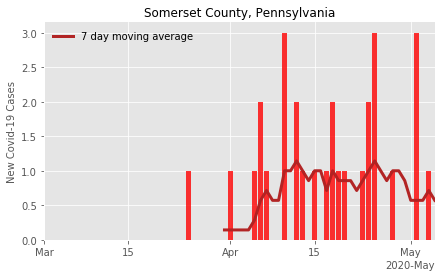 Somerset County, Pennsylvania
7 day moving average
New Covid-19 Cases
3.0
2.5
2.0
1.5
1.0
0.5
0.0
Mar
15
Apr
15
May
2020-May